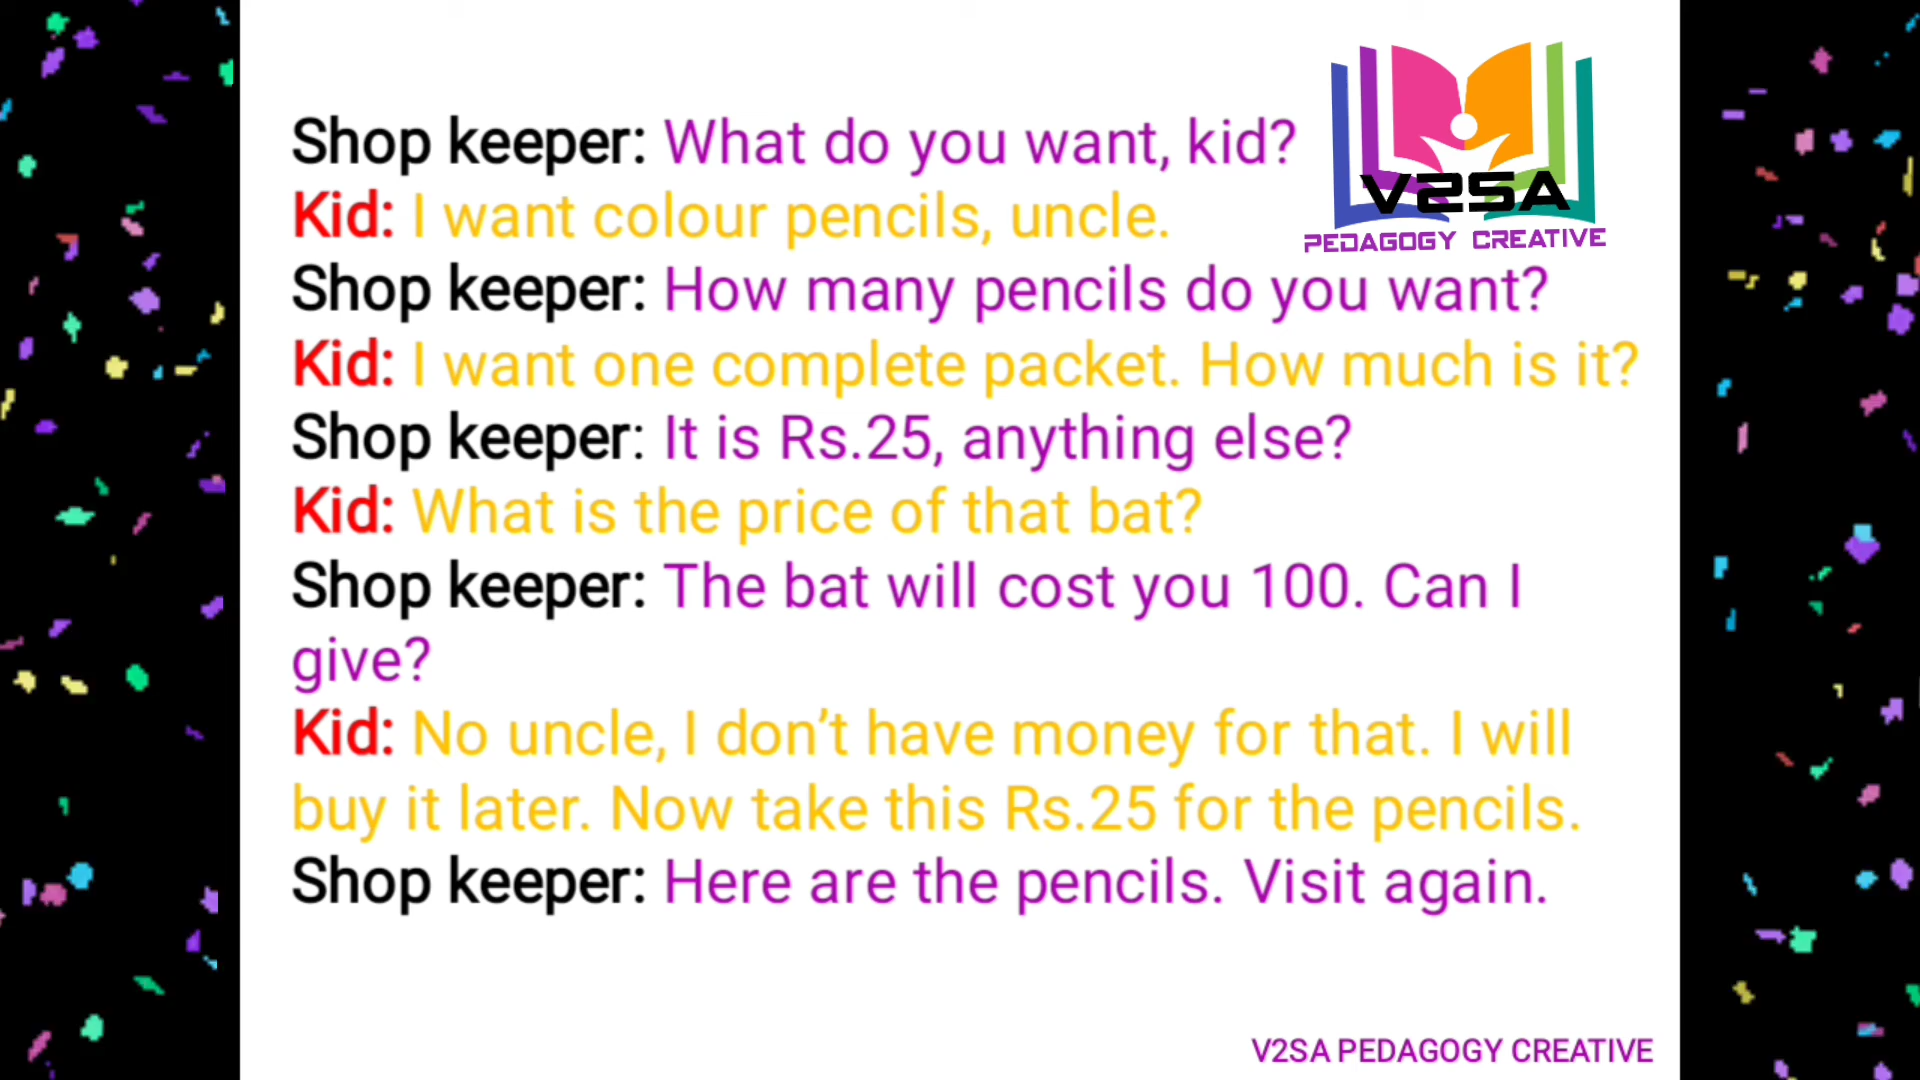 Shop keeper: What do you want, kid?
Kid: I want colour pencils, uncle.
Shop keeper: How many pencils do you want?
Kid: I want one complete packet. How much is it?
Shop keeper: It is Rs.25, anything else?
Kid: What is the price of that bat?
Shop keeper: The bat will cost you 100. Can I
give?
Kid: No uncle, I don’t have money for that. I will
buy it later. Now take this Rs.25 for the pencils.
Shop keeper: Here are the pencils. Visit again.
V2SA
PEDAGOGY CREATIVE
V2SA PEDAGOGY CREATIVE